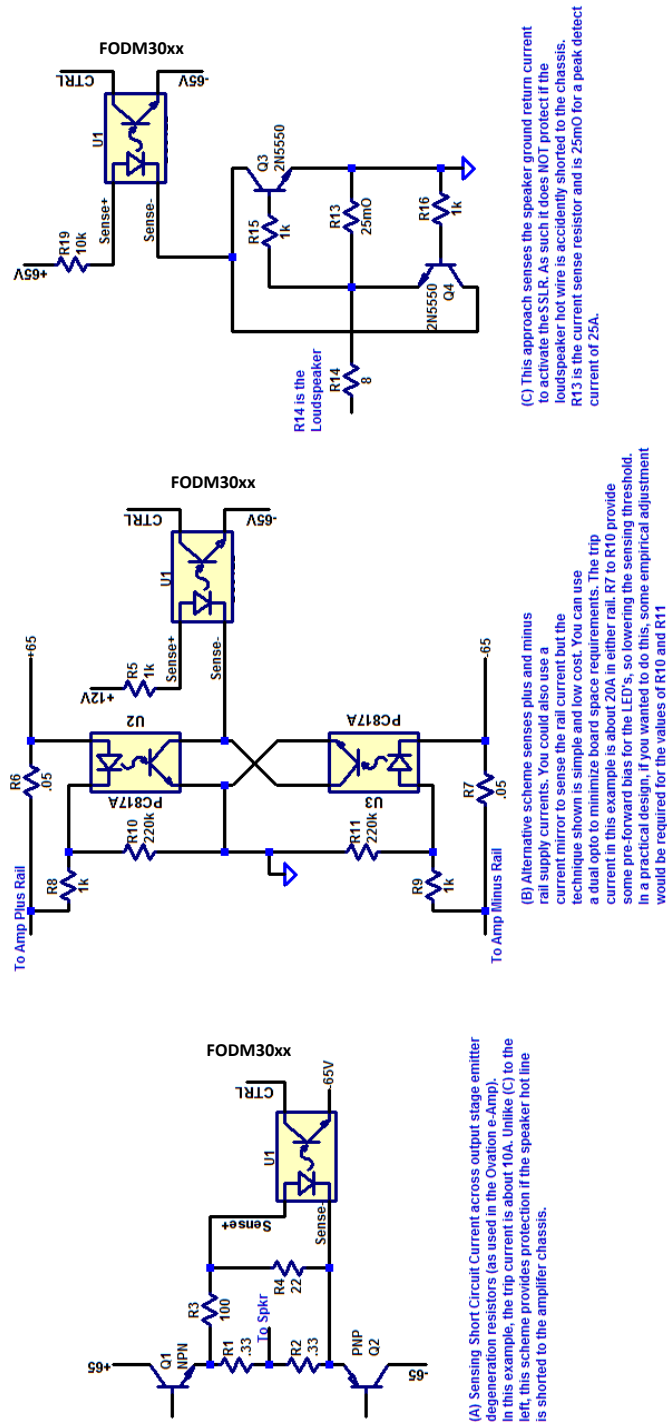 FODM30xx
CTRL
U1
-65V
+65V
R19
10k
Sense+
Sense-
Q3
2N5550
R15
1k
R13
25mO
R16
1k
2N5550
Q4
R14
8
R14 is the
Loudspeaker
(C) This approach senses the speaker ground return current
to activate the SSLR. As such it does NOT protect if the
loudspeaker hot wire is accidently shorted to the chassis.
R13 is the current sense resistor and is 25mO for a peak detect
current of 25A.
FODM30xx
CTRL
U1
-65V
+12V
R5
1k
Sense+
Sense-
+65
R6
.05
To Amp Plus Rail
U2
PC817A
R8
1k
R10
220k
R11
220k
PC817A
U3
R9
1k
R7
.05
-65
To Amp Minus Rail
(B) Alternative scheme senses plus and minus
rail supply currents. You could also use a
current mirror to sense the rail current but the
technique shown is simple and low cost. You can use
a dual opto to minimize board space requirements. The trip
current in this example is about 20A in either rail. R7 to R10 provide
some pre-forward bias for the LED's, so lowering the sensing threshold.
In a practical design, if you wanted to do this, some empirical adjustment
would be required for the values of R10 and R11
FODM30xx
CTRL
U1
-65V
Sense+
Sense-
+65
Q1
NPN
R3
100
R4
22
R1
.33
To Spkr
R2
.33
PNP
Q2
-65
(A) Sensing Short Circuit Current across output stage emitter
degeneration resistors (as used in the Ovation e-Amp).
In this example, the trip current is about 10A. Unlike (C) to the
left, this scheme provides protection if the speaker hot line
is shorted to the amplifer chassis.